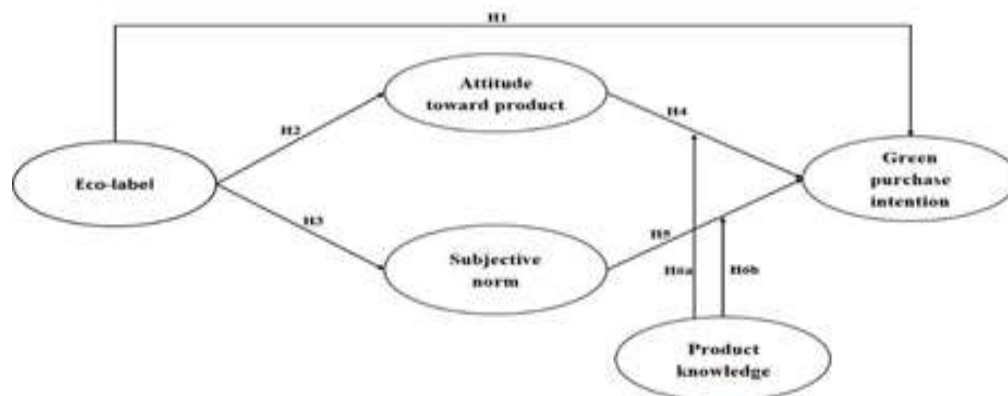 H1
Attitude
toward product
H2
H4
Eco-label
Green
purchase
intention
H3
H5
Subjective
norm
H6a
H6b
Product
knowledge